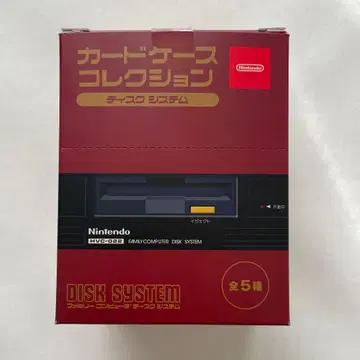 カードケース
コレクション
Nintendo
ディスク システム
イジェクト
Nintendo
HVC-022 FAMILY COMPUTER DISK SYSTEM
DISK SYSTEM
ファミリー コンピュータ ディスク システム
全5種